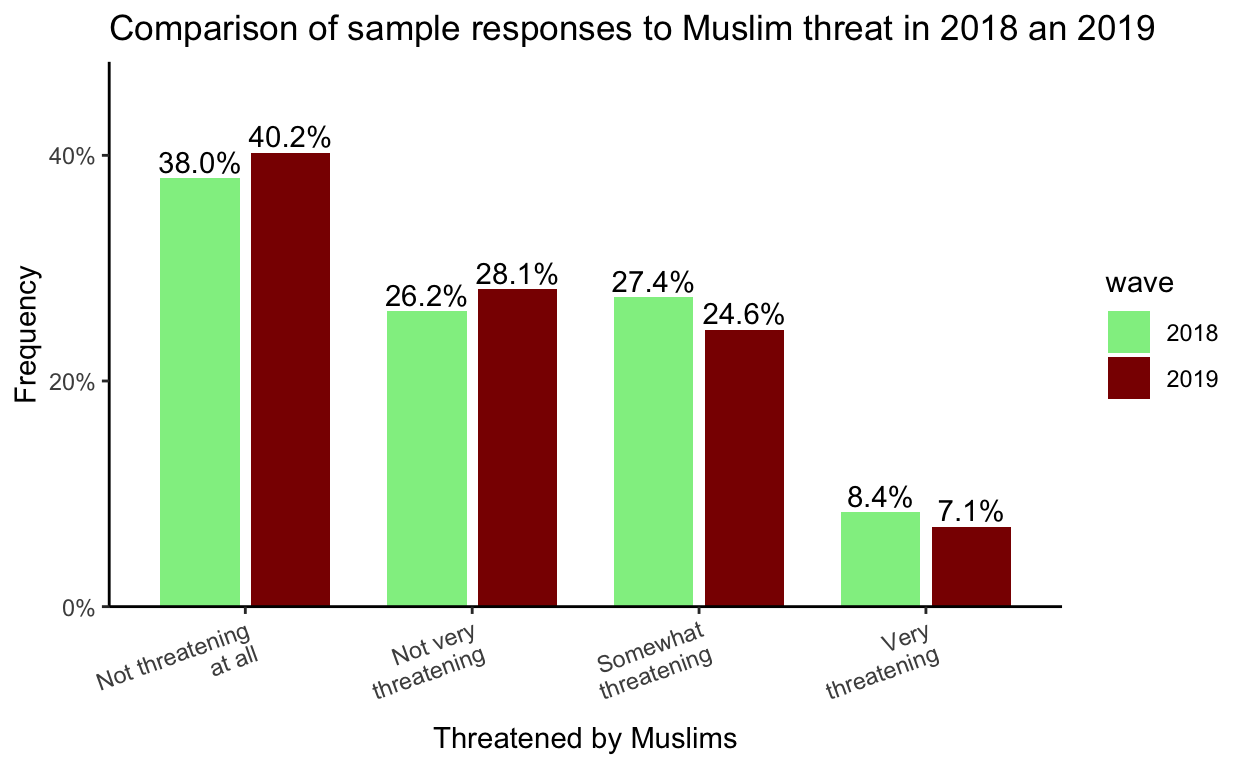 Comparison of sample responses to Muslim threat in 2018 an 2019
Frequency
40%
20%
0%
38.0%
40.2%
26.2%
28.1%
27.4%
24.6%
8.4%
7.1%
Not threatening
at all
Not very
threatening
Somewhat
threatening
Very
threatening
Threatened by Muslims
wave
2018
2019